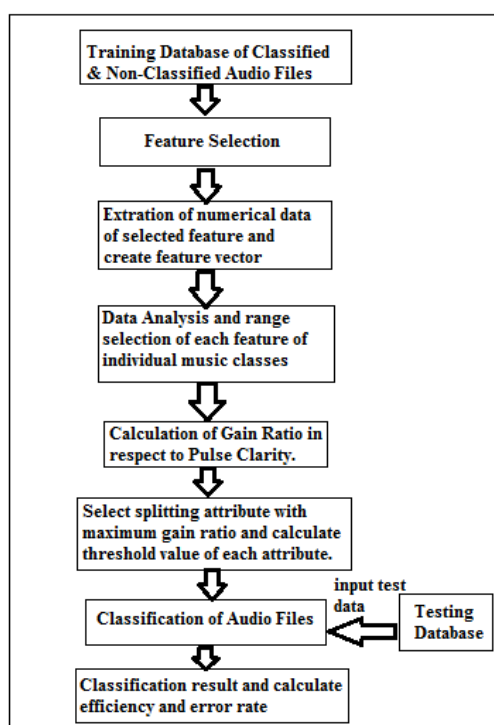 Training Database of Classified
& Non-Classified Audio Files
Feature Selection
Extration of numerical data
of selected feature and
create feature vector
Data Analysis and range
selection of each feature of
individual music classes
Calculation of Gain Ratio in
respect to Pulse Clarity.
Select splitting attribute with
maximum gain ratio and calculate
threshold value of each attribute.
input test
data
Classification of Audio Files
Testing
Database
Classification result and calculate
efficiency and error rate